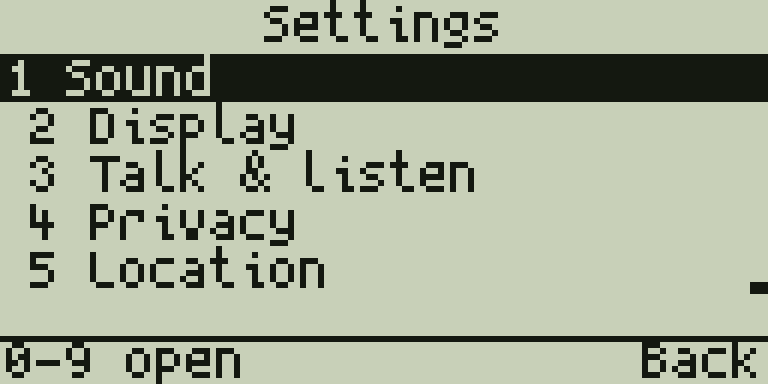 Settings
1 Sound
2 Display
3 Talk & listen
4 Privacy
5 Location
0-9 open Back